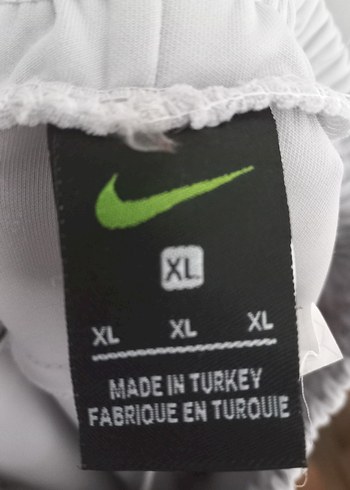 XL
XL XL XL
MADE IN TURKEY
FABRIQUE EN TURQUIE